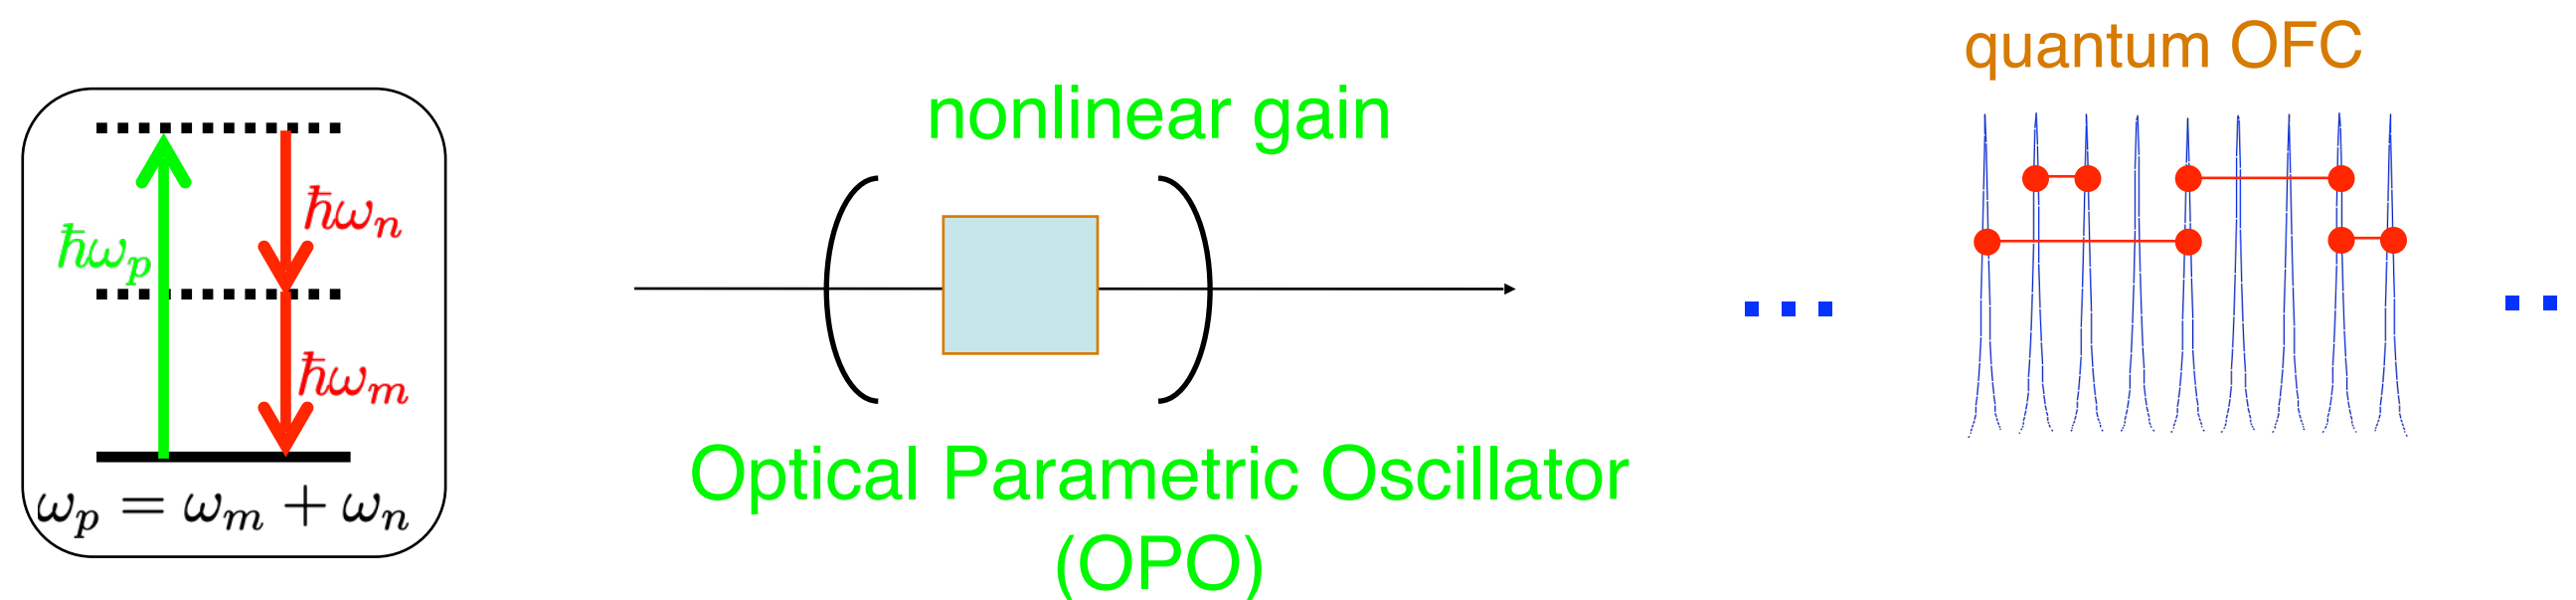 ħω_p
ħω_n
ħω_m
ω_p = ω_m + ω_n
nonlinear gain
Optical Parametric Oscillator
(OPO)
quantum OFC